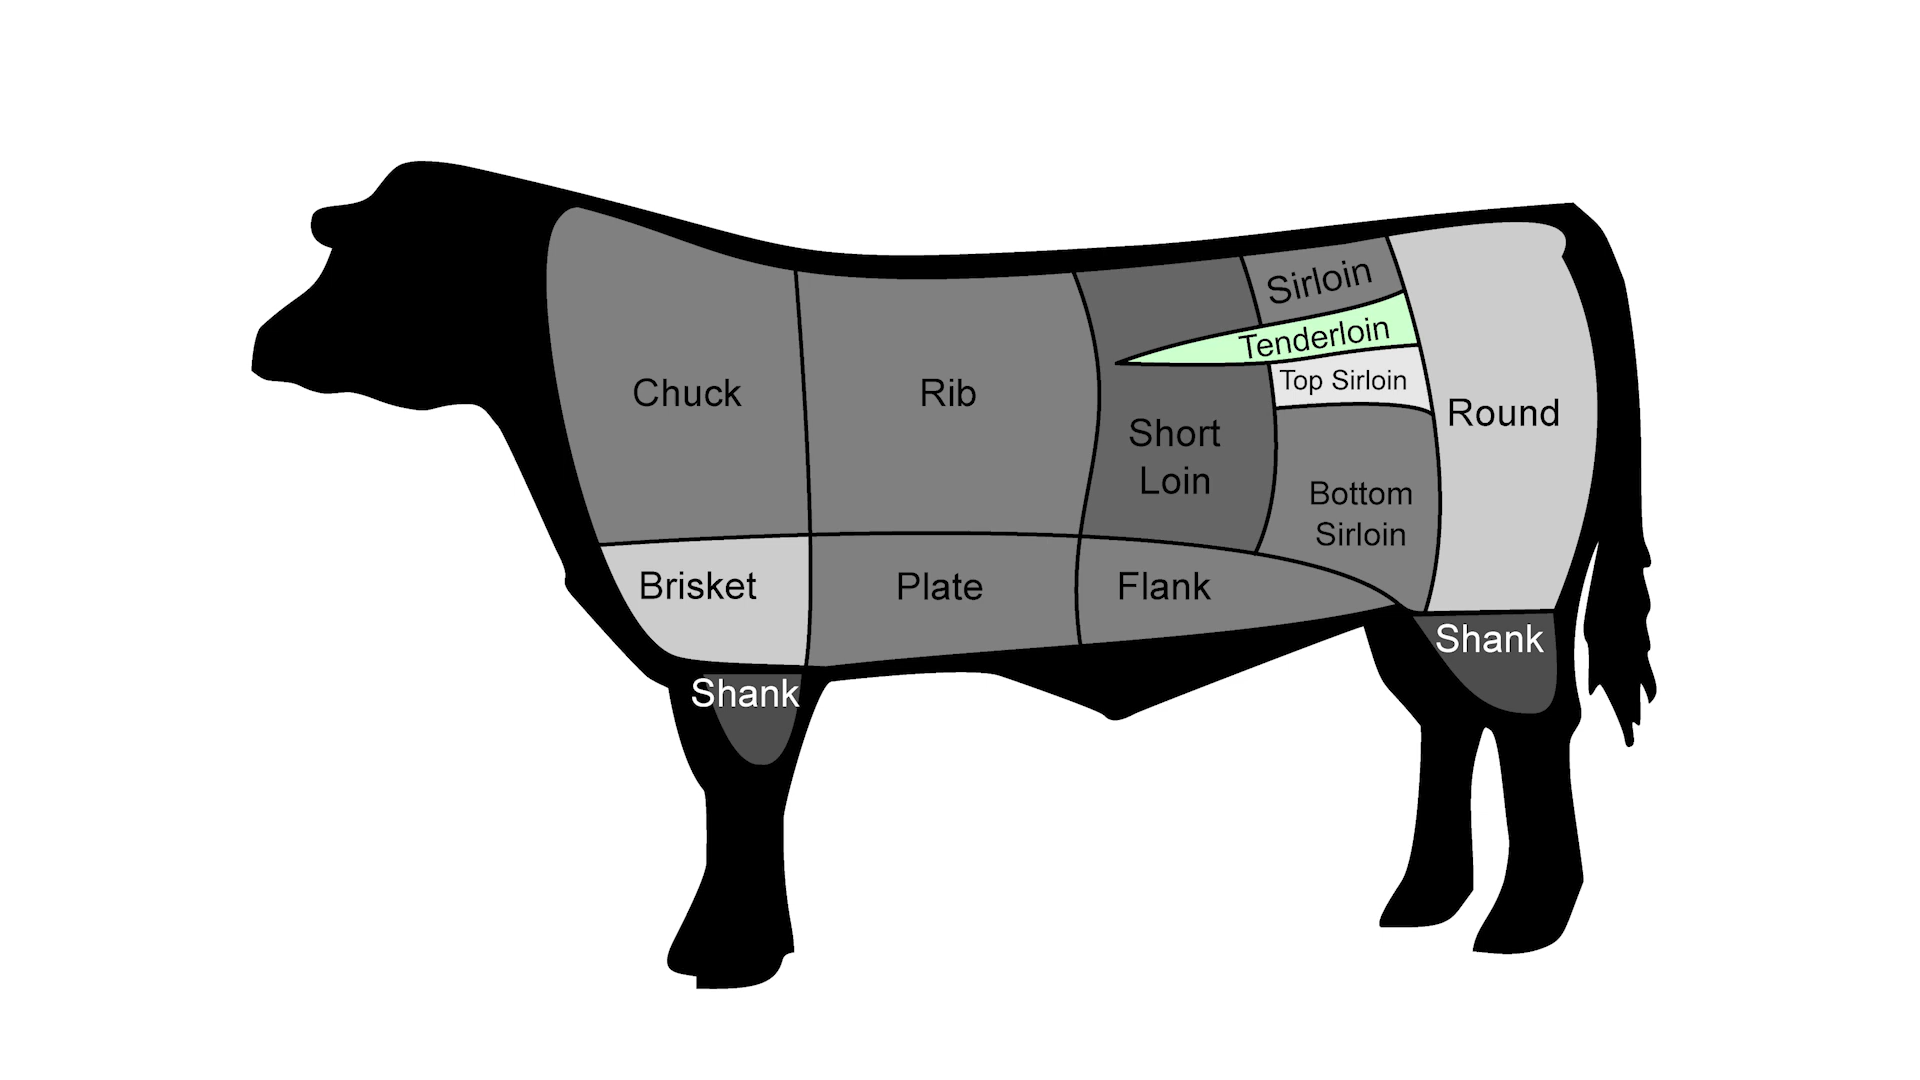 Sirloin
Tenderloin
Top Sirloin
Chuck
Rib
Round
Short
Loin
Bottom
Sirloin
Brisket
Plate
Flank
Shank
Shank